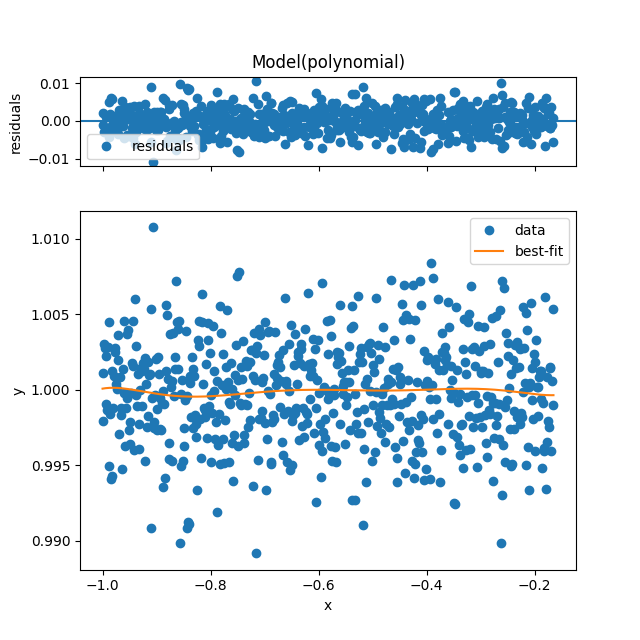 Model(polynomial)
0.01
0.00
−0.01
residuals
residuals
1.010
1.005
1.000
0.995
0.990
y
data
best-fit
−1.0 −0.8 −0.6 −0.4 −0.2
x